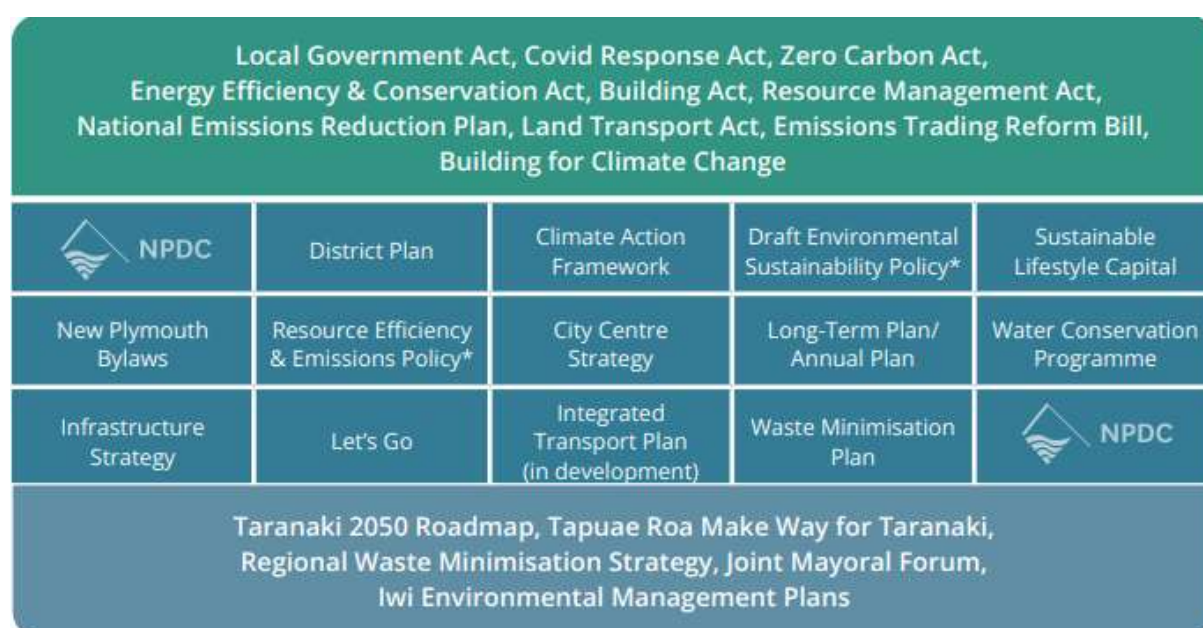 Local Government Act, Covid Response Act, Zero Carbon Act,
Energy Efficiency & Conservation Act, Building Act, Resource Management Act,
National Emissions Reduction Plan, Land Transport Act, Emissions Trading Reform Bill,
Building for Climate Change
NPDC
District Plan
Climate Action
Framework
Draft Environmental
Sustainability Policy*
Sustainable
Lifestyle Capital
New Plymouth
Bylaws
Resource Efficiency
& Emissions Policy*
City Centre
Strategy
Long-Term Plan/
Annual Plan
Water Conservation
Programme
Infrastructure
Strategy
Let's Go
Integrated
Transport Plan
(in development)
Waste Minimisation
Plan
NPDC
Taranaki 2050 Roadmap, Tapuae Roa Make Way for Taranaki,
Regional Waste Minimisation Strategy, Joint Mayoral Forum,
Iwi Environmental Management Plans